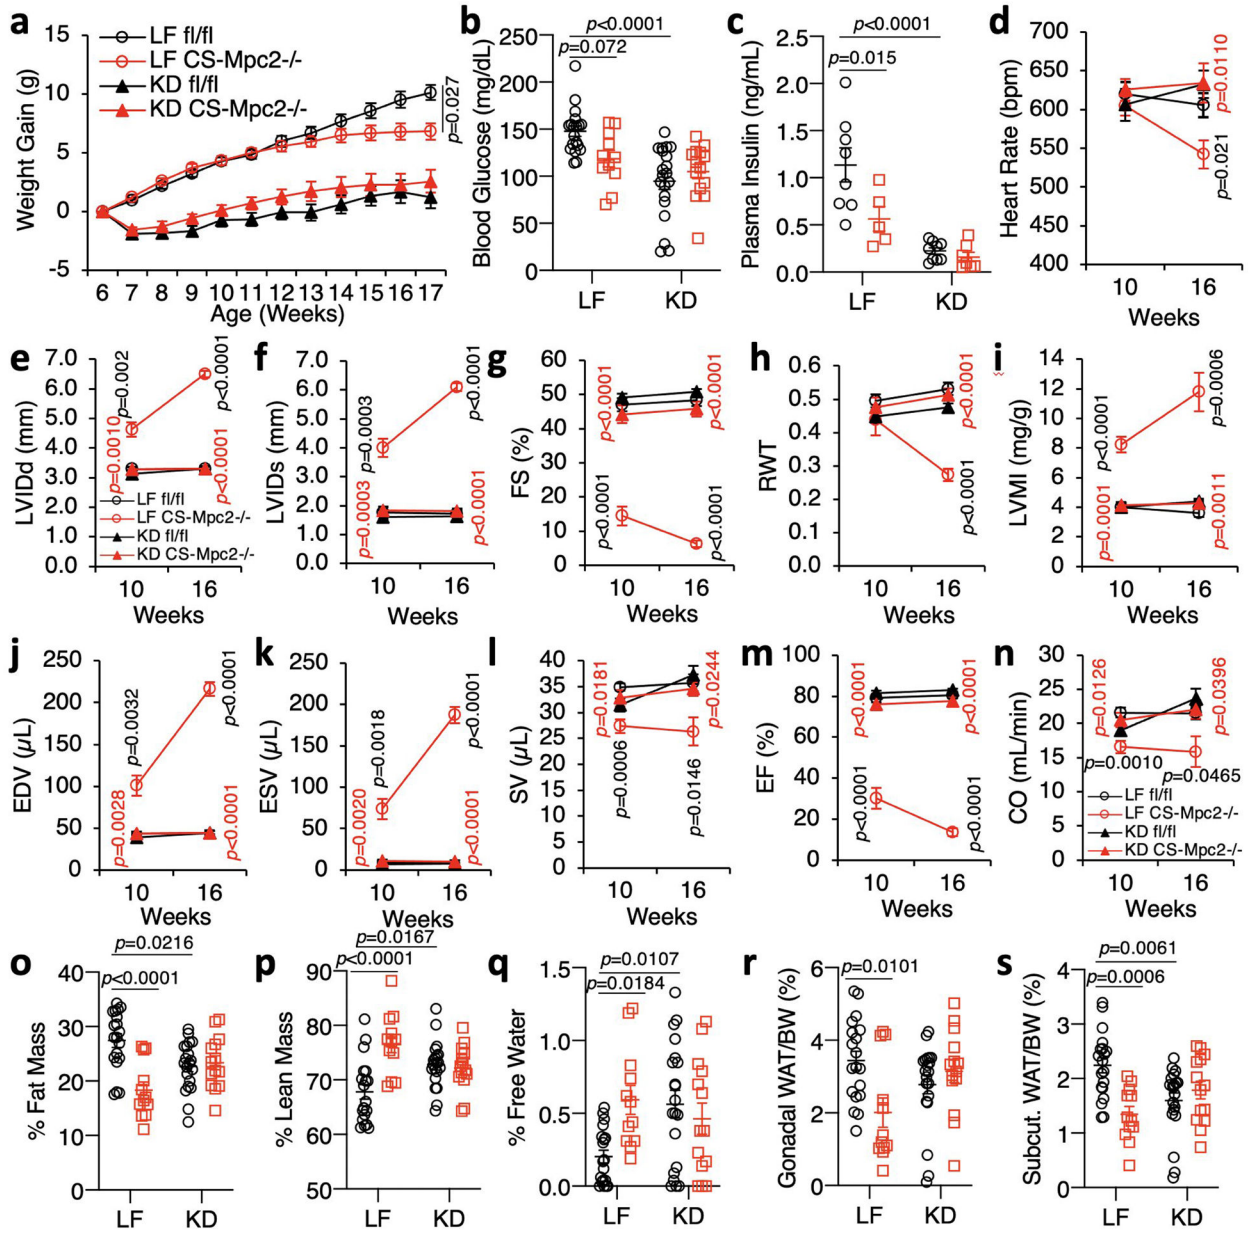 a
Weight Gain (g)
15
10
5
0
-5
LF fl/fl
LF CS-Mpc2-/-
KD fl/fl
KD CS-Mpc2-/-
p=0.027
6 7 8 9 10 11 12 13 14 15 16 17
Age (Weeks)
b
Blood Glucose (mg/dL)
250
200
150
100
50
0
p<0.0001
p=0.072
LF KD
c
Plasma Insulin (ng/mL)
2.5
2.0
1.5
1.0
0.5
0.0
p<0.0001
p=0.015
LF KD
d
Heart Rate (bpm)
700
650
600
550
500
450
400
p=0.0110
p=0.021
10 16
Weeks
e
LVIDd (mm)
7.0
6.0
5.0
4.0
3.0
2.0
1.0
0.0
p=0.002
p<0.0001
p=0.0010
p<0.0001
LF fl/fl
LF CS-Mpc2-/-
KD fl/fl
KD CS-Mpc2-/-
10 16
Weeks
f
LVIDs (mm)
7.0
6.0
5.0
4.0
3.0
2.0
1.0
0.0
p=0.0003
p<0.0001
p=0.0003
p<0.0001
10 16
Weeks
g
FS (%)
60
50
40
30
20
10
0
p<0.0001
p<0.0001
p<0.0001
p<0.0001
10 16
Weeks
h
RWT
0.6
0.5
0.4
0.3
0.2
0.1
0.0
p<0.0001
p<0.0001
10 16
Weeks
i
LVMI (mg/g)
14
12
10
8
6
4
2
0
p<0.0001
p=0.0006
p<0.0001
p=0.0011
10 16
Weeks
j
EDV (µL)
250
200
150
100
50
0
p=0.0032
p<0.0001
p=0.0028
p<0.0001
10 16
Weeks
k
ESV (µL)
250
200
150
100
50
0
p=0.0018
p<0.0001
p=0.0020
p<0.0001
10 16
Weeks
l
SV (µL)
40
35
30
25
20
15
10
5
0
p=0.0181
p=0.0244
p=0.0006
p=0.0146
10 16
Weeks
m
EF (%)
100
80
60
40
20
0
p<0.0001
p<0.0001
p<0.0001
p<0.0001
10 16
Weeks
n
CO (mL/min)
30
25
20
15
10
5
0
p=0.0126
p=0.0396
p=0.0010
p=0.0465
LF fl/fl
LF CS-Mpc2-/-
KD fl/fl
KD CS-Mpc2-/-
10 16
Weeks
o
% Fat Mass
40
30
20
10
0
p=0.0216
p<0.0001
LF KD
p
% Lean Mass
90
80
70
60
50
p=0.0167
p<0.0001
LF KD
q
% Free Water
1.5
1.0
0.5
0.0
p=0.0107
p=0.0184
LF KD
r
Gonadal WAT/BW (%)
6
4
2
0
p=0.0101
LF KD
s
Subcut. WAT/BW (%)
4
3
2
1
0
p=0.0061
p=0.0006
LF KD